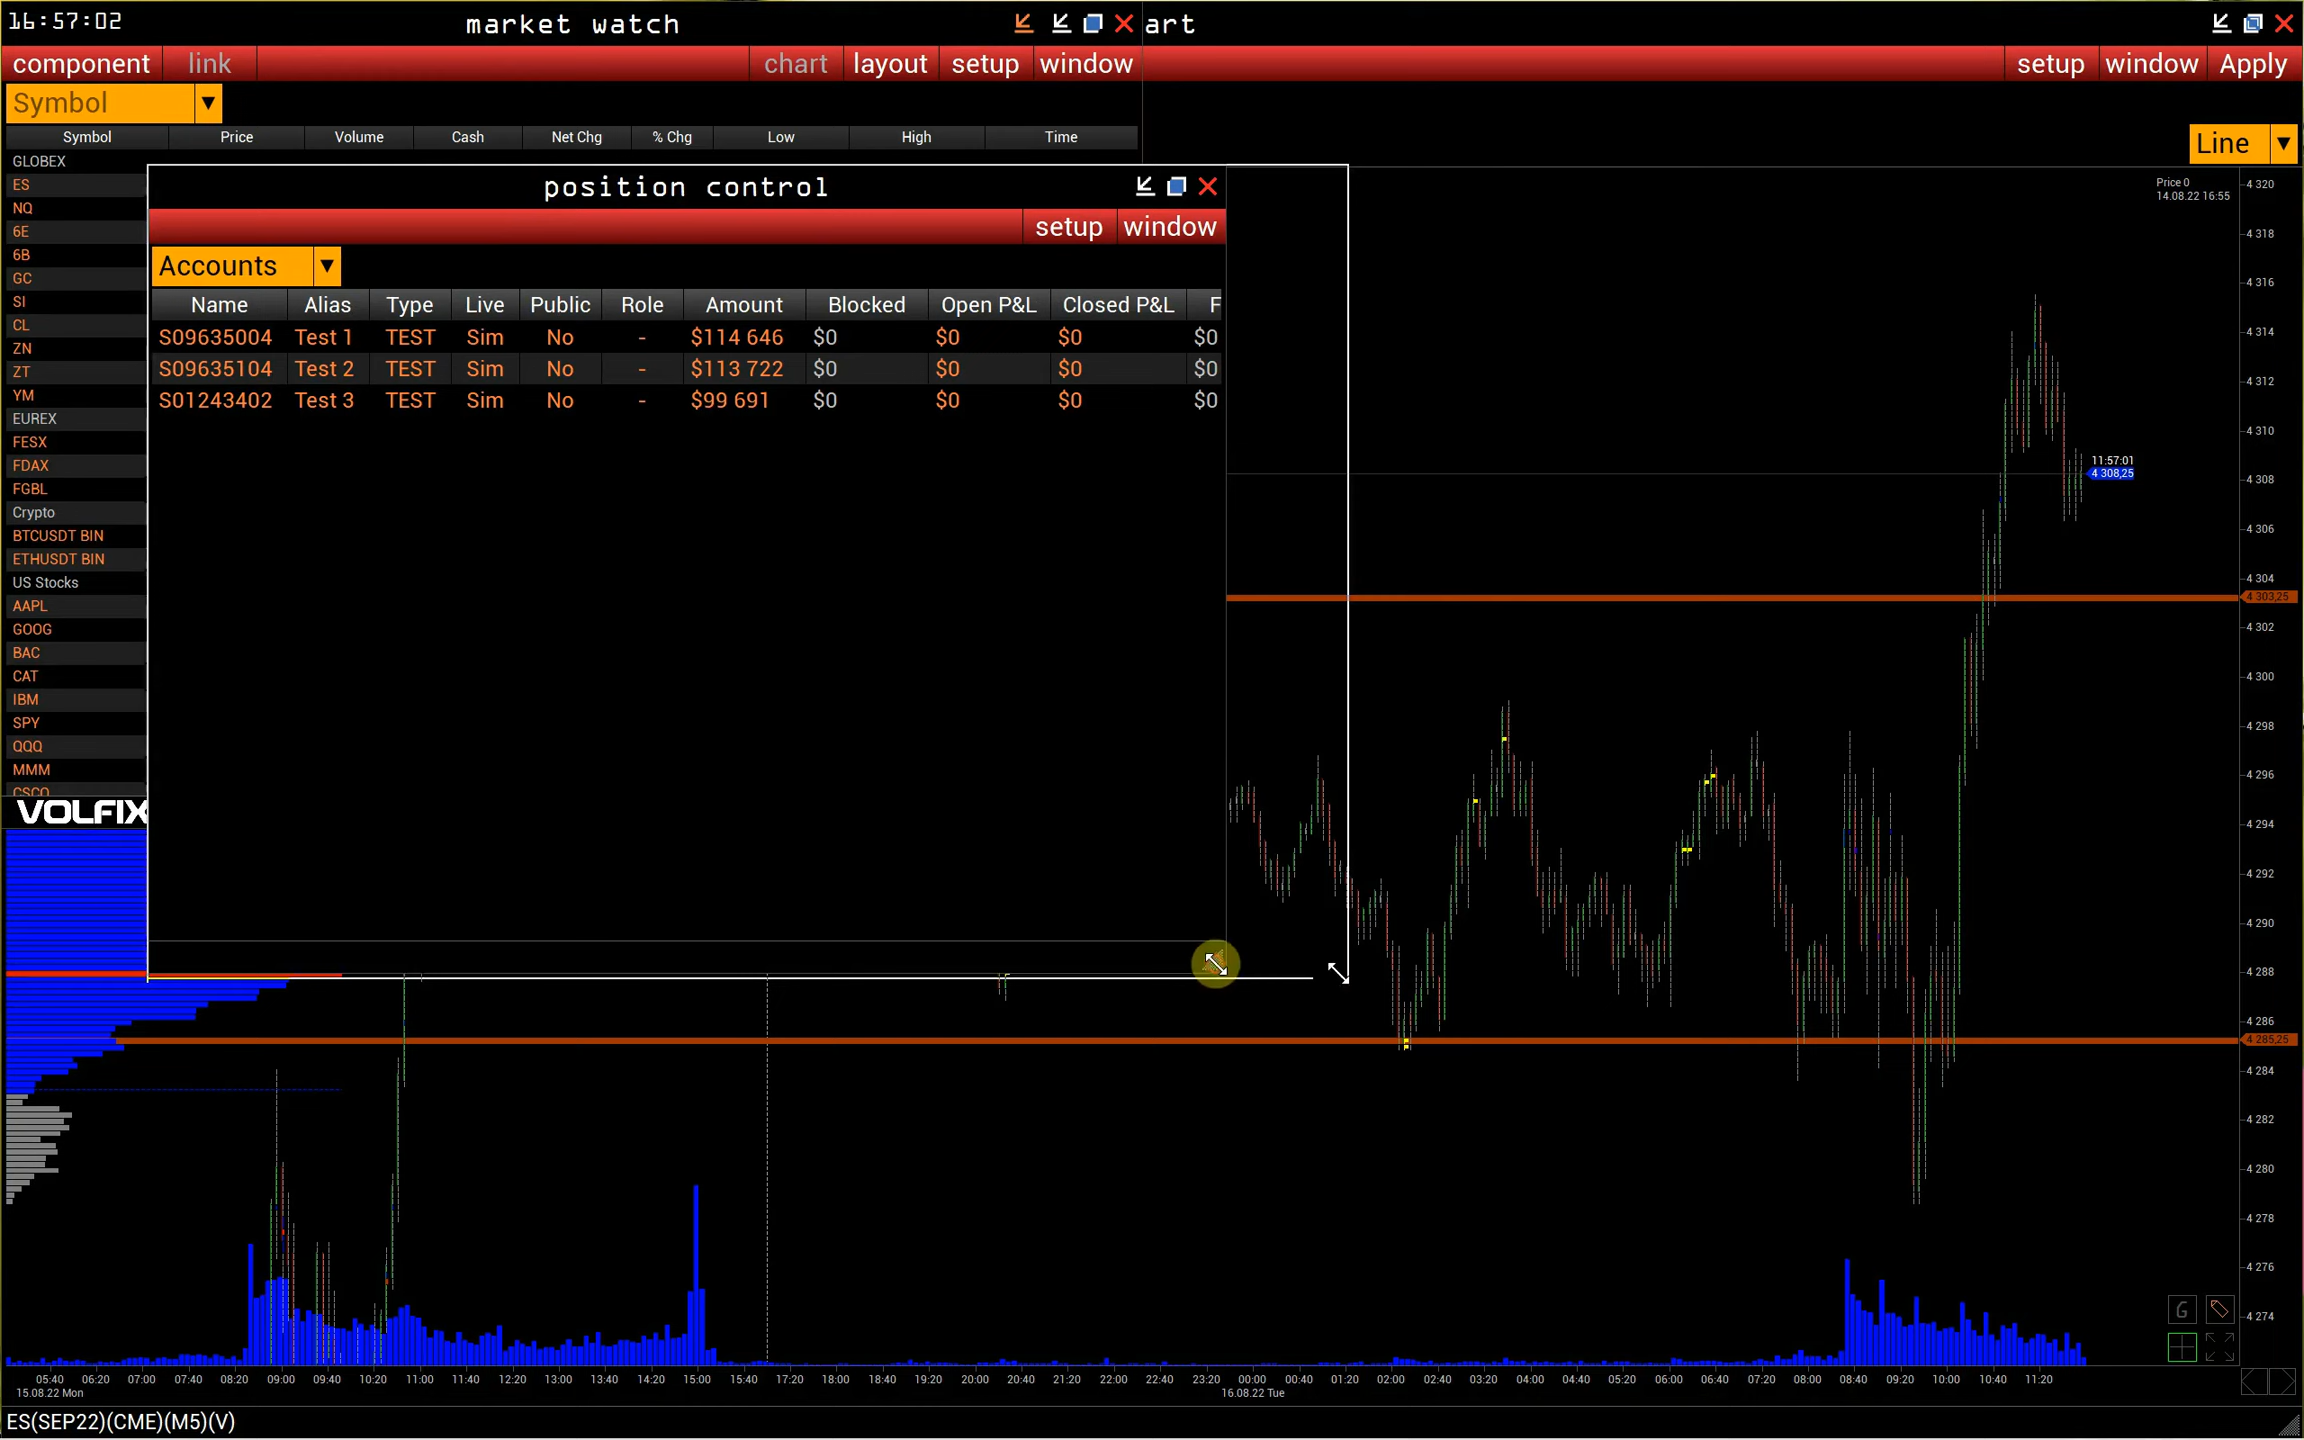 16:57:02
market watch
art
component
link
chart
layout
setup
window
setup
window
Apply
Symbol
Line
Symbol Price Volume Cash Net Chg % Chg Low High Time
GLOBEX
ES
NQ
6E
6B
GC
SI
CL
ZN
ZT
YM
EUREX
FESX
FDAX
FGBL
Crypto
BTCUSDT BIN
ETHUSDT BIN
US Stocks
AAPL
GOOG
BAC
CAT
IBM
SPY
QQQ
MMM
CSCO
VOLFIX
position control
setup
window
Accounts
Name Alias Type Live Public Role Amount Blocked Open P&L Closed P&L F
S09635004 Test 1 TEST Sim No - $114 646 $0 $0 $0 $0
S09635104 Test 2 TEST Sim No - $113 722 $0 $0 $0 $0
S01243402 Test 3 TEST Sim No - $99 691 $0 $0 $0 $0
Price 0
14.08.22 16:55
4 320
4 318
4 316
4 314
4 312
4 310
11:57:01
4 308,25
4 308
4 306
4 304
4 303,25
4 302
4 300
4 298
4 296
4 294
4 292
4 290
4 288
4 286
4 285,25
4 284
4 282
4 280
4 278
4 276
4 274
G
05:40 06:20 07:00 07:40 08:20 09:00 09:40 10:20 11:00 11:40 12:20 13:00 13:40 14:20 15:00 15:40 17:20 18:00 18:40 19:20 20:00 20:40 21:20 22:00 22:40 23:20 00:00 00:40 01:20 02:00 02:40 03:20 04:00 04:40 05:20 06:00 06:40 07:20 08:00 08:40 09:20 10:00 10:40 11:20
15.08.22 Mon
16.08.22 Tue
ES(SEP22)(CME)(M5)(V)